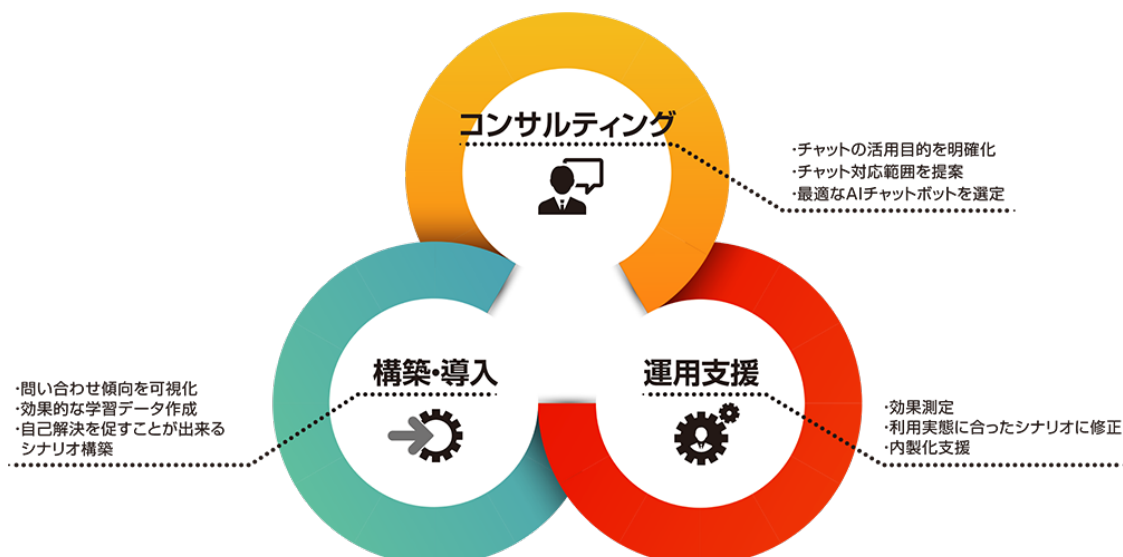 コンサルティング
・チャットの活用目的を明確化
・チャット対応範囲を提案
・最適なAIチャットボットを選定
構築・導入
・問い合わせ傾向を可視化
・効果的な学習データ作成
・自己解決を促すことが出来る
シナリオ構築
運用支援
・効果測定
・利用実態に合ったシナリオに修正
・内製化支援